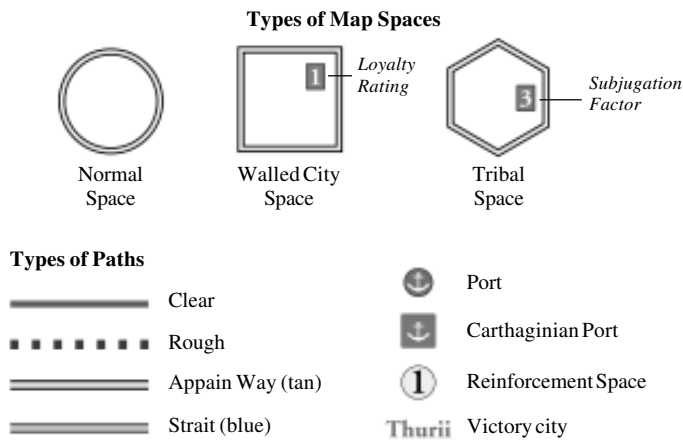 Types of Map Spaces
1
Loyalty
Rating
3
Subjugation
Factor
Normal
Space
Walled City
Space
Tribal
Space
Types of Paths
Clear
Rough
Appain Way (tan)
Strait (blue)
Port
Carthaginian Port
1 Reinforcement Space
Thurii Victory city